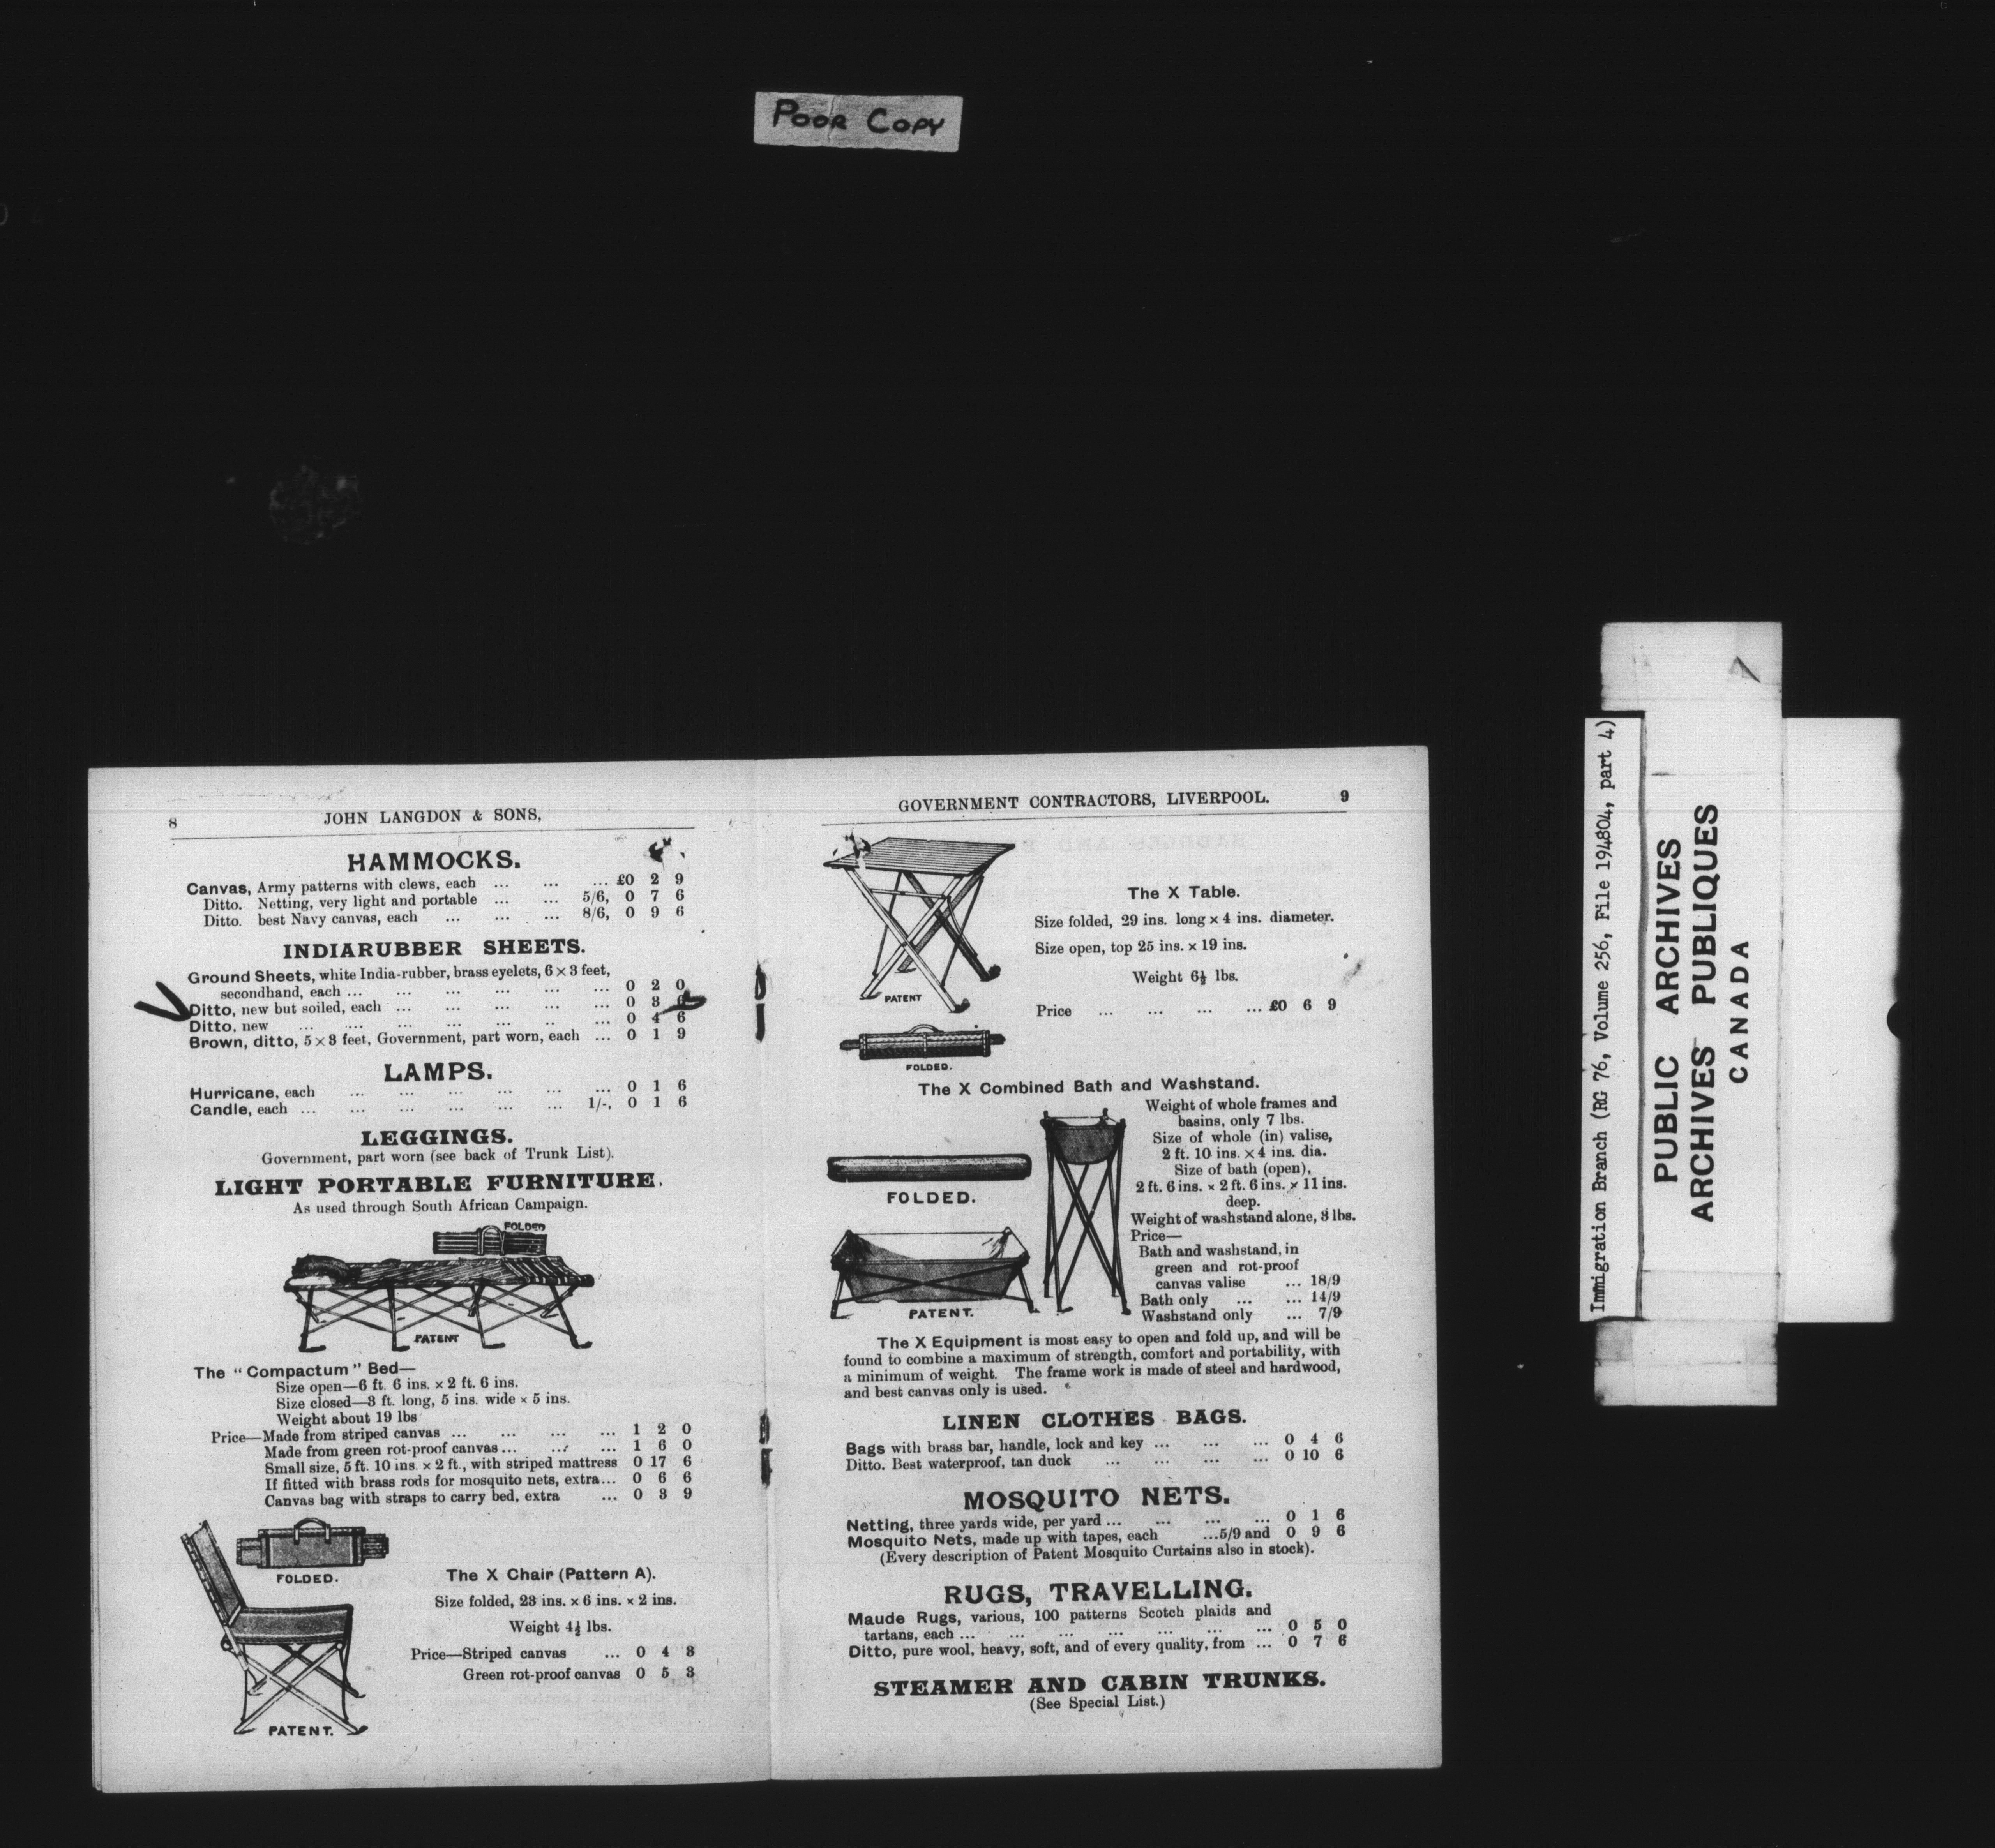 Poor Copy
8 JOHN LANGDON & SONS,
HAMMOCKS.
Canvas, Army patterns with clews, each ... ... ... £0 2 9
Ditto. Netting, very light and portable ... ... 5/6, 0 7 6
Ditto. best Navy canvas, each ... ... ... 8/6, 0 9 6
INDIARUBBER SHEETS.
Ground Sheets, white India-rubber, brass eyelets, 6 × 3 feet,
secondhand, each ... ... ... ... ... ... 0 2 0
Ditto, new but soiled, each ... ... ... ... ... 0 3
Ditto, new ... ... ... ... ... ... ... 0 4 6
Brown, ditto, 5 × 3 feet, Government, part worn, each ... 0 1 9
LAMPS.
Hurricane, each ... ... ... ... ... ... 0 1 6
Candle, each ... ... ... ... ... ... 1/-, 0 1 6
LEGGINGS.
Government, part worn (see back of Trunk List).
LIGHT PORTABLE FURNITURE.
As used through South African Campaign.
FOLDED
PATENT
The "Compactum" Bed—
Size open—6 ft. 6 ins. × 2 ft. 6 ins.
Size closed—3 ft. long, 5 ins. wide × 5 ins.
Weight about 19 lbs
Price—Made from striped canvas ... ... ... ... 1 2 0
Made from green rot-proof canvas ... ... ... 1 6 0
Small size, 5 ft. 10 ins. × 2 ft., with striped mattress 0 17 6
If fitted with brass rods for mosquito nets, extra... 0 6 6
Canvas bag with straps to carry bed, extra ... 0 3 9
FOLDED.
The X Chair (Pattern A).
Size folded, 23 ins. × 6 ins. × 2 ins.
Weight 4½ lbs.
Price—Striped canvas ... 0 4 3
Green rot-proof canvas 0 5 3
PATENT.
GOVERNMENT CONTRACTORS, LIVERPOOL. 9
The X Table.
Size folded, 29 ins. long × 4 ins. diameter.
Size open, top 25 ins. × 19 ins.
Weight 6½ lbs.
PATENT
Price ... ... ... ... £0 6 9
FOLDED.
The X Combined Bath and Washstand.
Weight of whole frames and
basins, only 7 lbs.
Size of whole (in) valise,
2 ft. 10 ins. × 4 ins. dia.
Size of bath (open),
2 ft. 6 ins. × 2 ft. 6 ins. × 11 ins.
deep.
Weight of washstand alone, 3 lbs.
Price—
Bath and washstand, in
green and rot-proof
canvas valise ... 18/9
Bath only ... ... 14/9
Washstand only ... 7/9
FOLDED.
PATENT.
The X Equipment is most easy to open and fold up, and will be
found to combine a maximum of strength, comfort and portability, with
a minimum of weight. The frame work is made of steel and hardwood,
and best canvas only is used.
LINEN CLOTHES BAGS.
Bags with brass bar, handle, lock and key ... ... ... 0 4 6
Ditto. Best waterproof, tan duck ... ... ... ... 0 10 6
MOSQUITO NETS.
Netting, three yards wide, per yard ... ... ... ... 0 1 6
Mosquito Nets, made up with tapes, each ...5/9 and 0 9 6
(Every description of Patent Mosquito Curtains also in stock).
RUGS, TRAVELLING.
Maude Rugs, various, 100 patterns Scotch plaids and
tartans, each ... ... ... ... ... ... ... 0 5 0
Ditto, pure wool, heavy, soft, and of every quality, from ... 0 7 6
STEAMER AND CABIN TRUNKS.
(See Special List.)
Immigration Branch (RG 76, Volume 256, File 194804, part 4)
PUBLIC ARCHIVES
ARCHIVES PUBLIQUES
CANADA